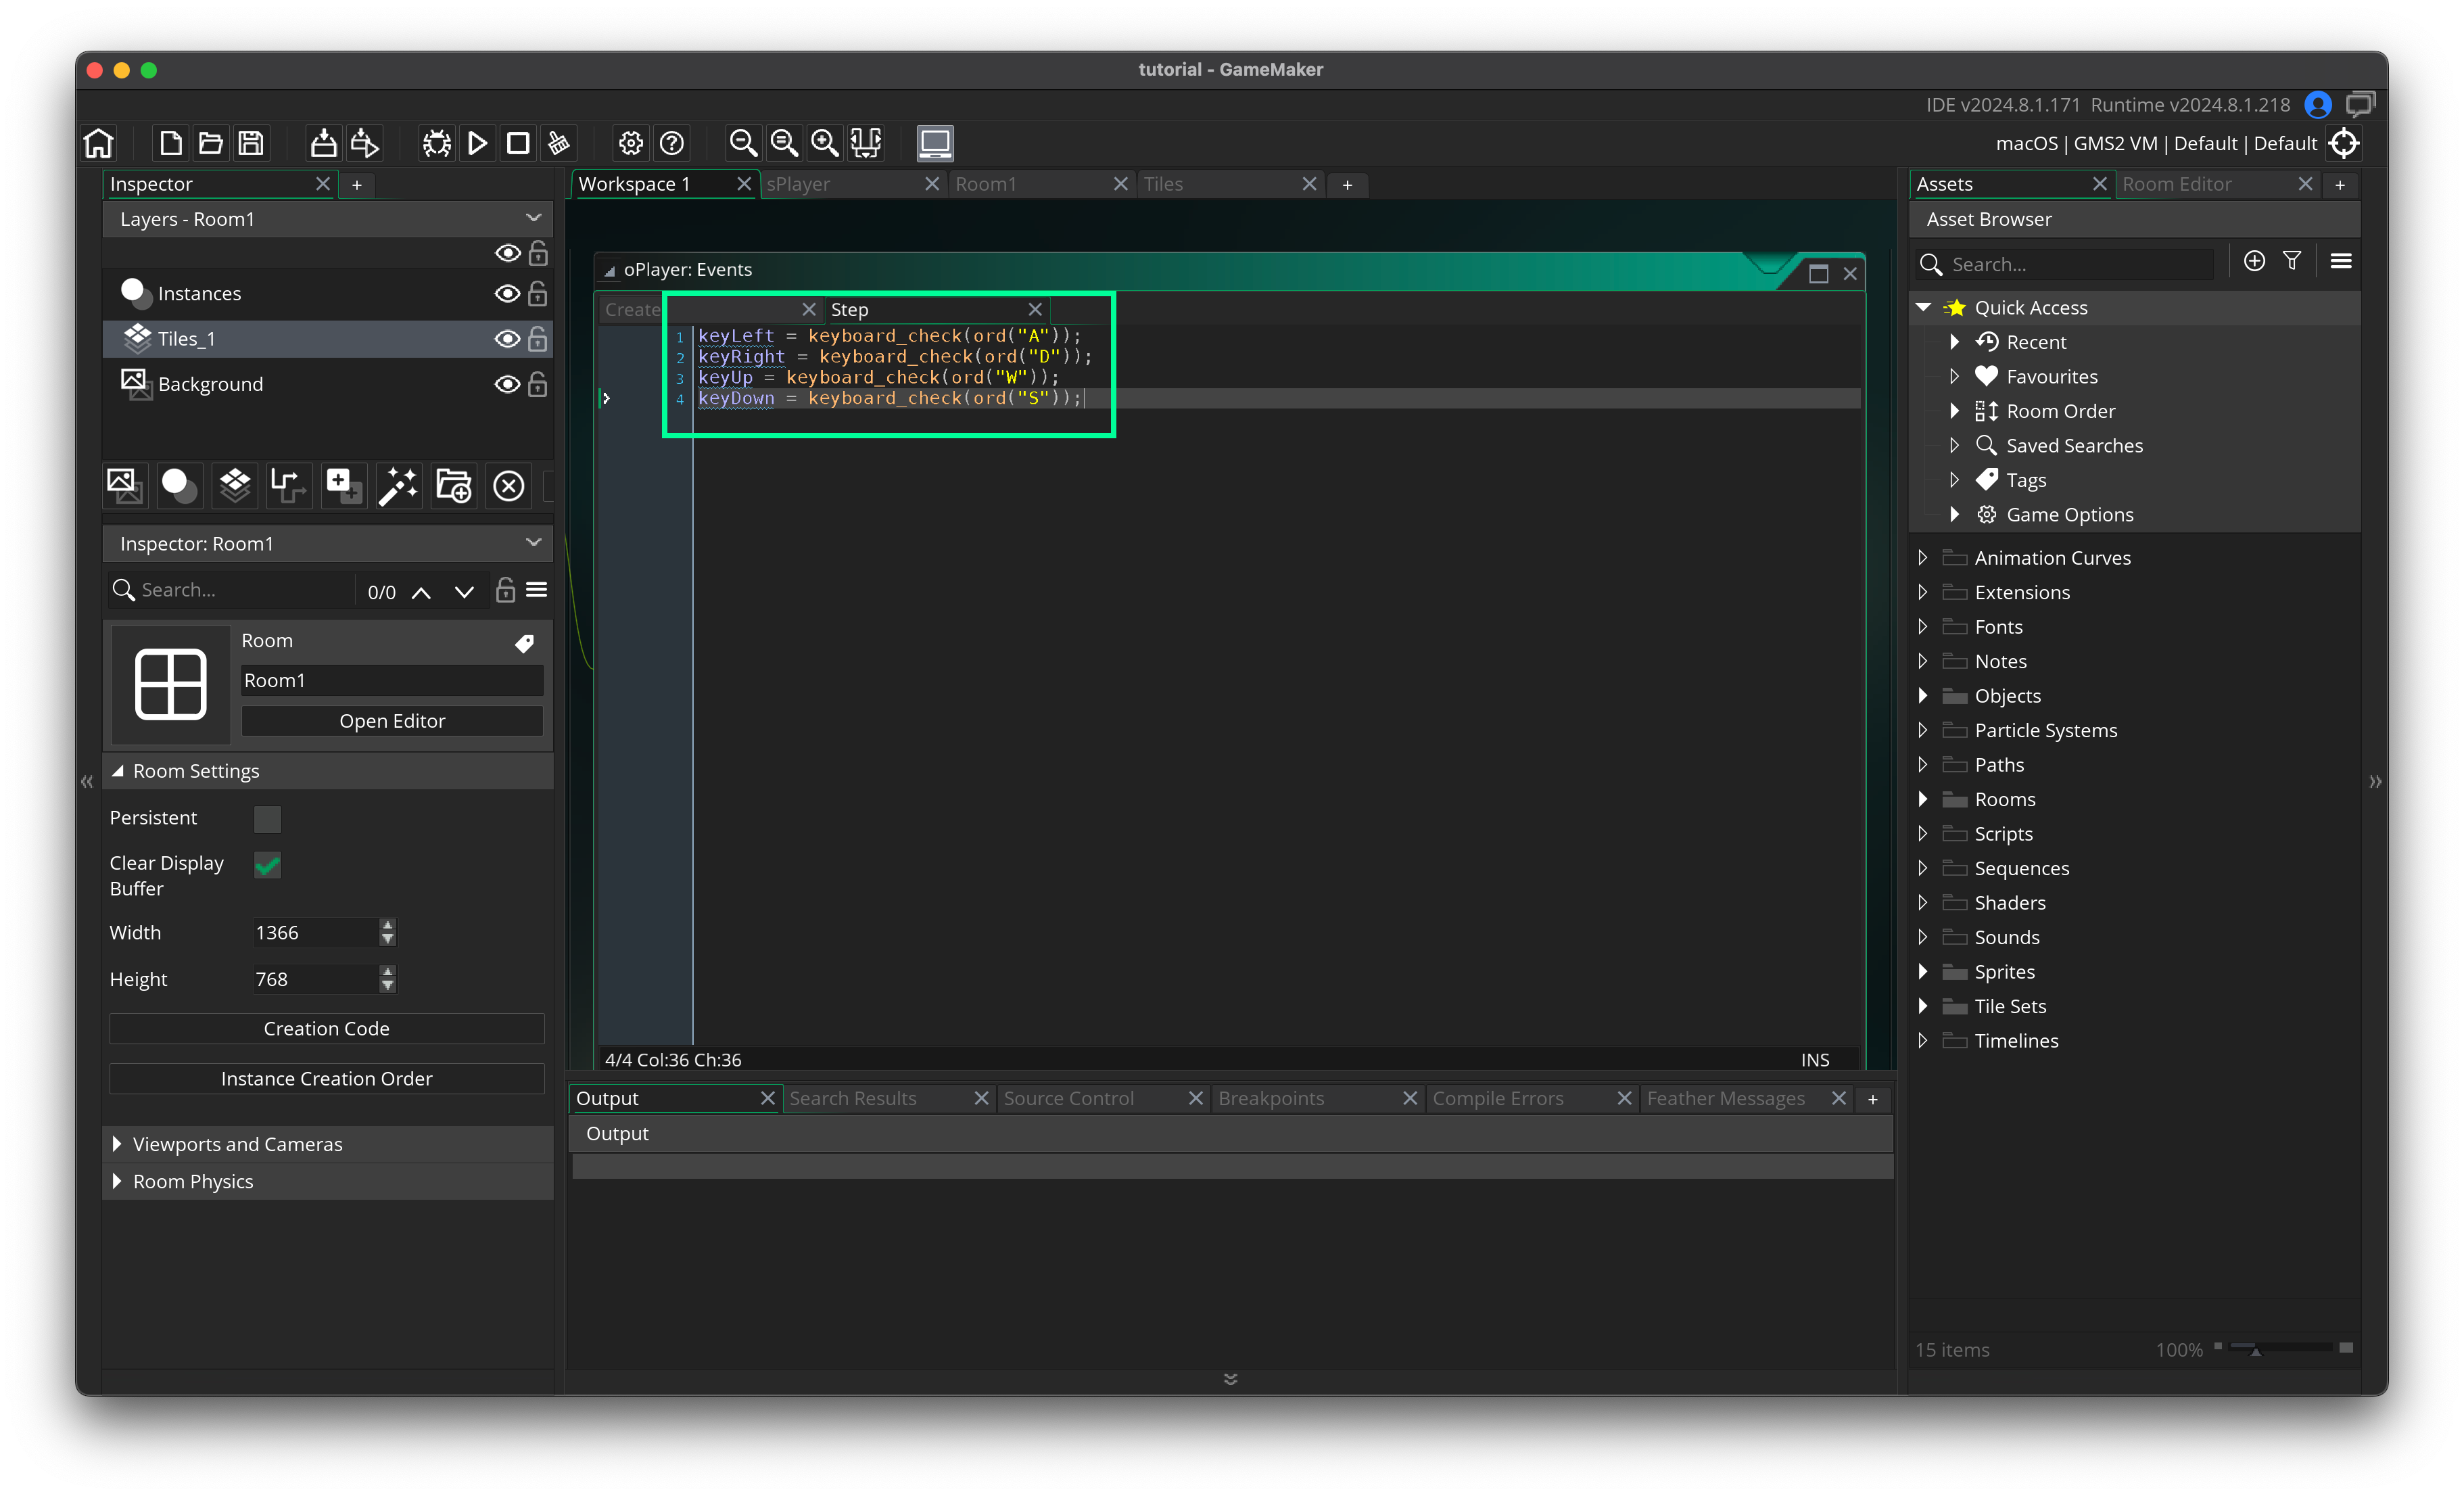 tutorial - GameMaker
IDE v2024.8.1.171 Runtime v2024.8.1.218
macOS | GMS2 VM | Default | Default
Inspector
+
Layers - Room1
Instances
Tiles_1
Background
Inspector: Room1
Search...
0/0
Room
Room1
Open Editor
Room Settings
Persistent
Clear Display
Buffer
Width
1366
Height
768
Creation Code
Instance Creation Order
Viewports and Cameras
Room Physics
Workspace 1
sPlayer
Room1
Tiles
+
oPlayer: Events
Create
Step
1 keyLeft = keyboard_check(ord("A"));
2 keyRight = keyboard_check(ord("D"));
3 keyUp = keyboard_check(ord("W"));
4 keyDown = keyboard_check(ord("S"));
4/4 Col:36 Ch:36
INS
Output
Search Results
Source Control
Breakpoints
Compile Errors
Feather Messages
+
Output
Assets
Room Editor
+
Asset Browser
Search...
Quick Access
Recent
Favourites
Room Order
Saved Searches
Tags
Game Options
Animation Curves
Extensions
Fonts
Notes
Objects
Particle Systems
Paths
Rooms
Scripts
Sequences
Shaders
Sounds
Sprites
Tile Sets
Timelines
15 items
100%